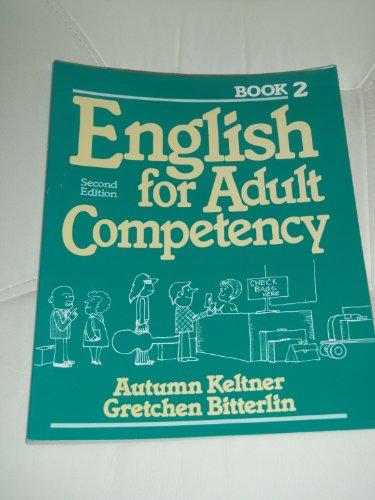 BOOK 2
English
Second
Edition
for Adult
Competency
CHECK
BAGS
HERE
Autumn Keltner
Gretchen Bitterlin